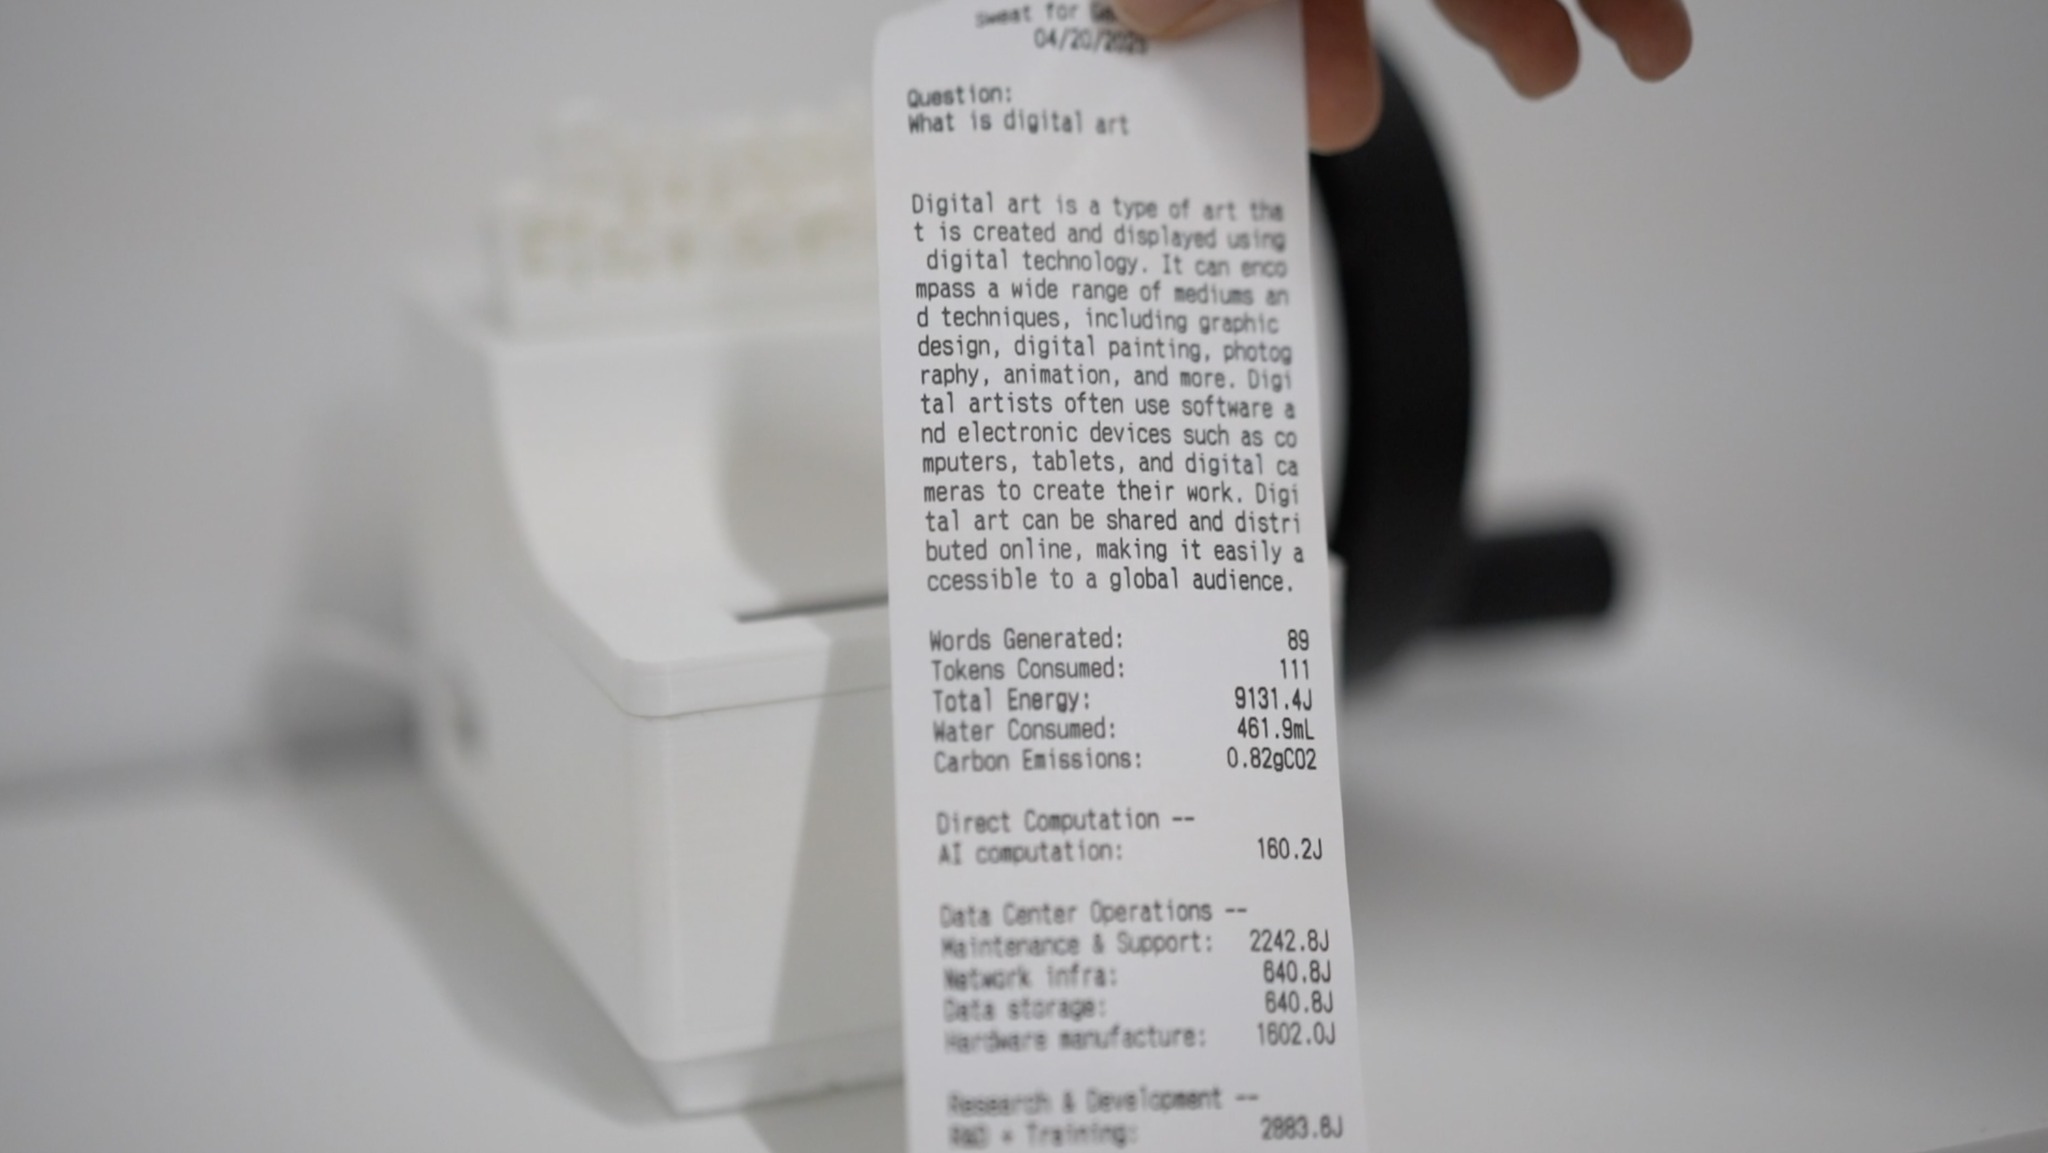 Sweat for
04/20/2025
Question:
What is digital art
Digital art is a type of art tha
t is created and displayed using
digital technology. It can enco
mpass a wide range of mediums an
d techniques, including graphic
design, digital painting, photog
raphy, animation, and more. Digi
tal artists often use software a
nd electronic devices such as co
mputers, tablets, and digital ca
meras to create their work. Digi
tal art can be shared and distri
buted online, making it easily a
ccessible to a global audience.
Words Generated: 89
Tokens Consumed: 111
Total Energy: 9131.4J
Water Consumed: 461.9mL
Carbon Emissions: 0.82gCO2
Direct Computation --
AI computation: 160.2J
Data Center Operations --
Maintenance & Support: 2242.8J
Network infra: 640.8J
Data storage: 640.8J
Hardware manufacture: 1602.0J
Research & Development --
R&D + Training: 2883.6J